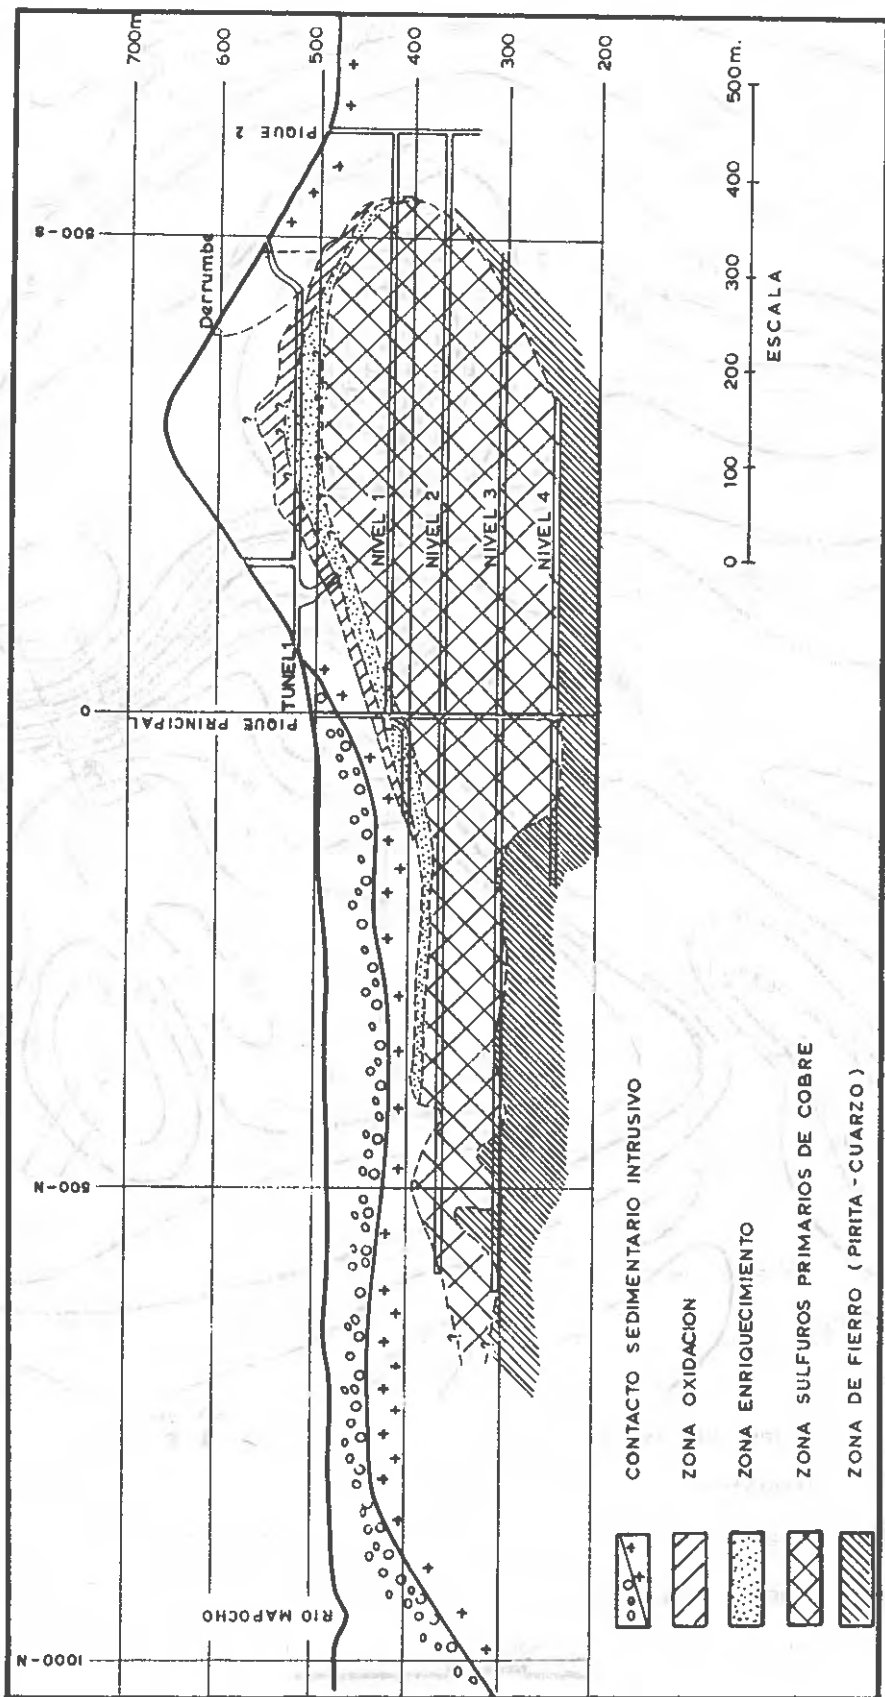 700m
600
500
400
300
200
1000-N
500-N
0
500-S
RIO MAPOCHO
PIQUE PRINCIPAL
TUNEL 1
Derrumbe
PIQUE 2
?
?
?
?
NIVEL 1
NIVEL 2
NIVEL 3
NIVEL 4
0 100 200 300 400 500 m.
ESCALA
CONTACTO SEDIMENTARIO INTRUSIVO
ZONA OXIDACION
ZONA ENRIQUECIMIENTO
ZONA SULFUROS PRIMARIOS DE COBRE
ZONA DE FIERRO (PIRITA-CUARZO)